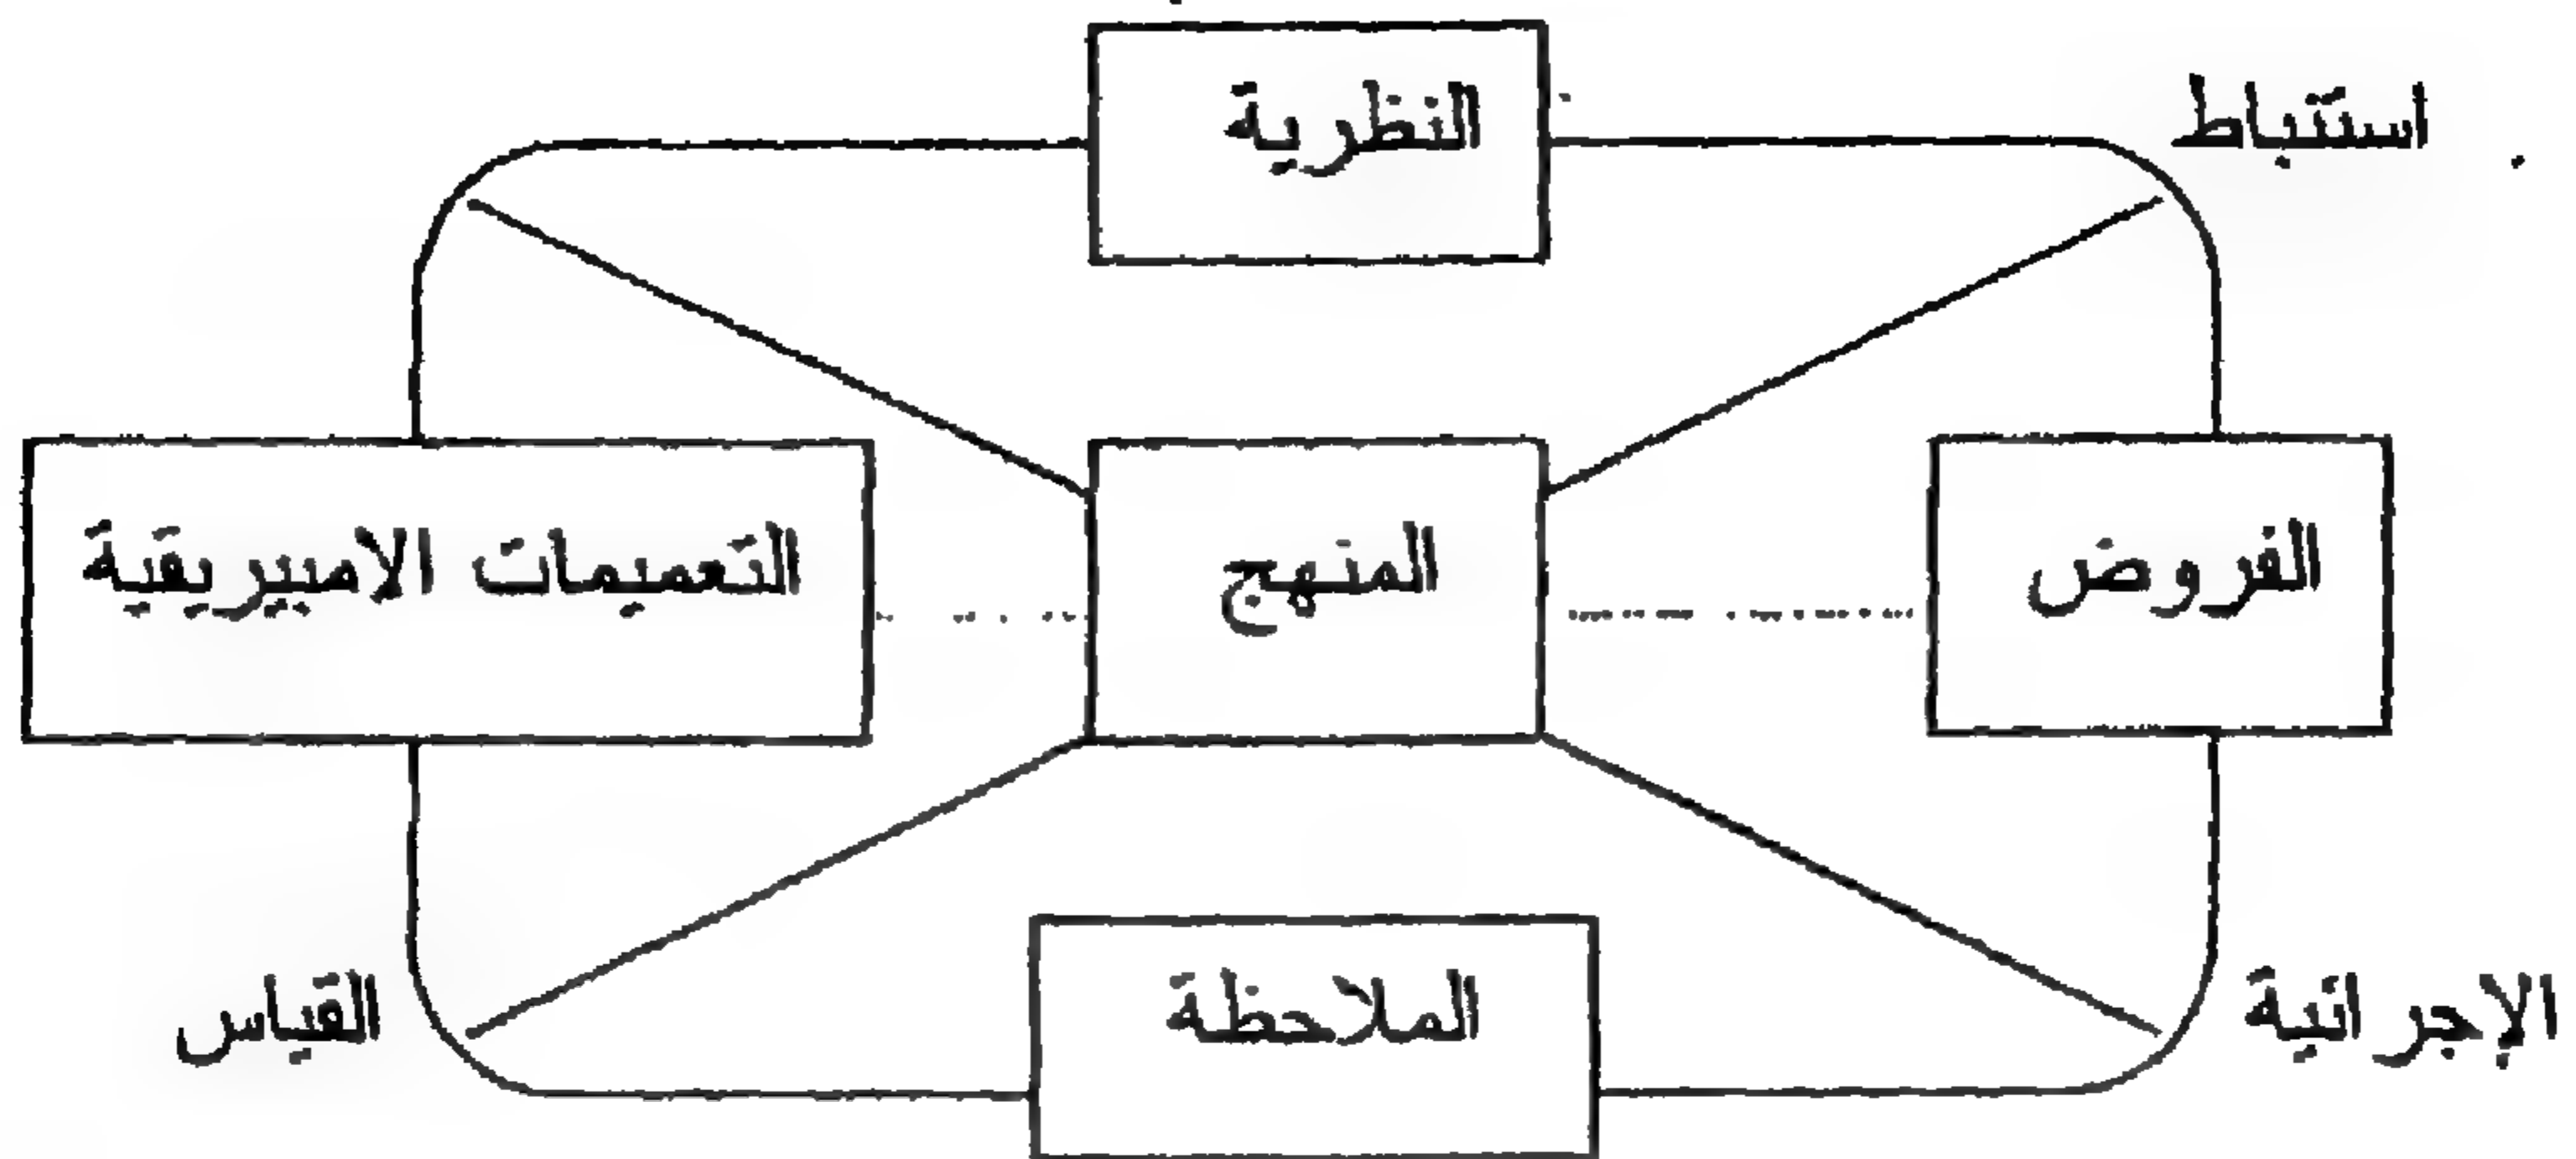 النظرية
استنباط
الفروض
المنهج
التعميمات الامبيريقية
الإجرائية
الملاحظة
القياس